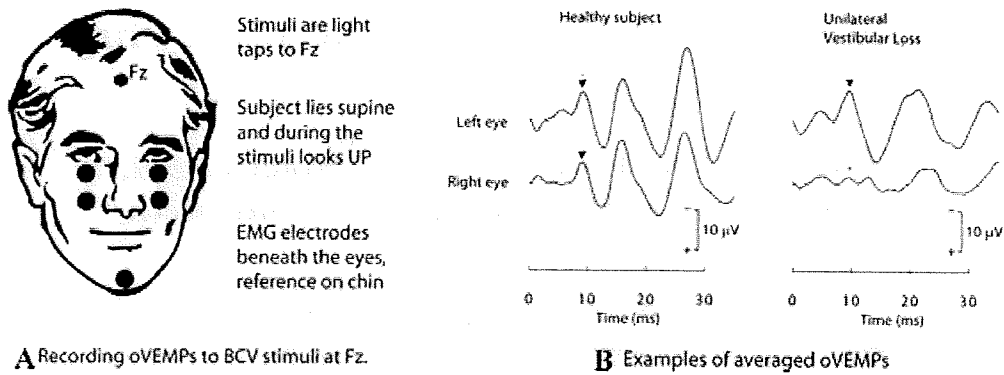 Stimuli are light
taps to Fz
Fz
Subject lies supine
and during the
stimuli looks UP
EMG electrodes
beneath the eyes,
reference on chin
A Recording oVEMPs to BCV stimuli at Fz.
Healthy subject
Unilateral
Vestibular Loss
Left eye
Right eye
10 µV
+
10 µV
+
0 10 20 30
Time (ms)
0 10 20 30
Time (ms)
B Examples of averaged oVEMPs